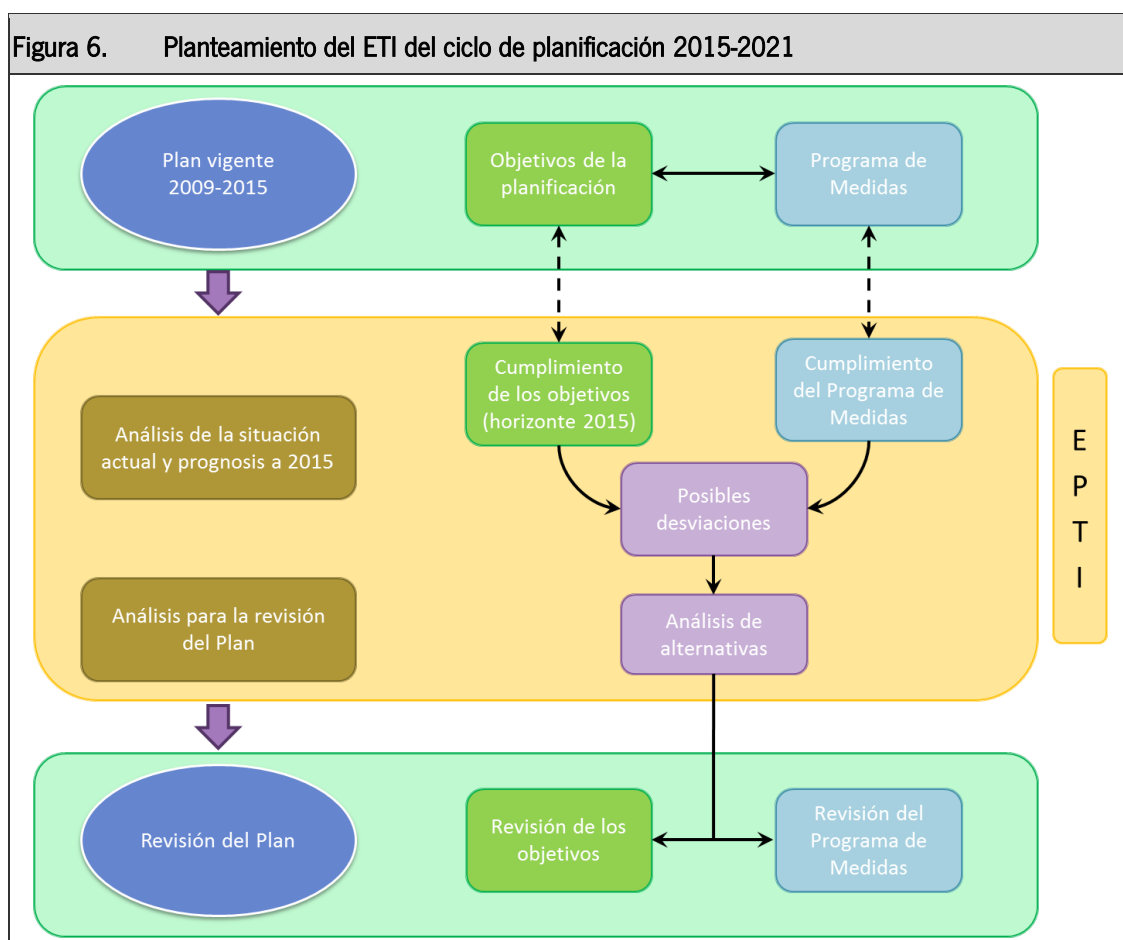 Figura 6. Planteamiento del ETI del ciclo de planificación 2015-2021
Plan vigente
2009-2015
Objetivos de la
planificación
Programa de
Medidas
Cumplimiento
de los objetivos
(horizonte 2015)
Cumplimiento
del Programa de
Medidas
Análisis de la situación
actual y prognosis a 2015
Posibles
desviaciones
Análisis para la revisión
del Plan
Análisis de
alternativas
E
P
T
I
Revisión del Plan
Revisión de los
objetivos
Revisión del
Programa de
Medidas